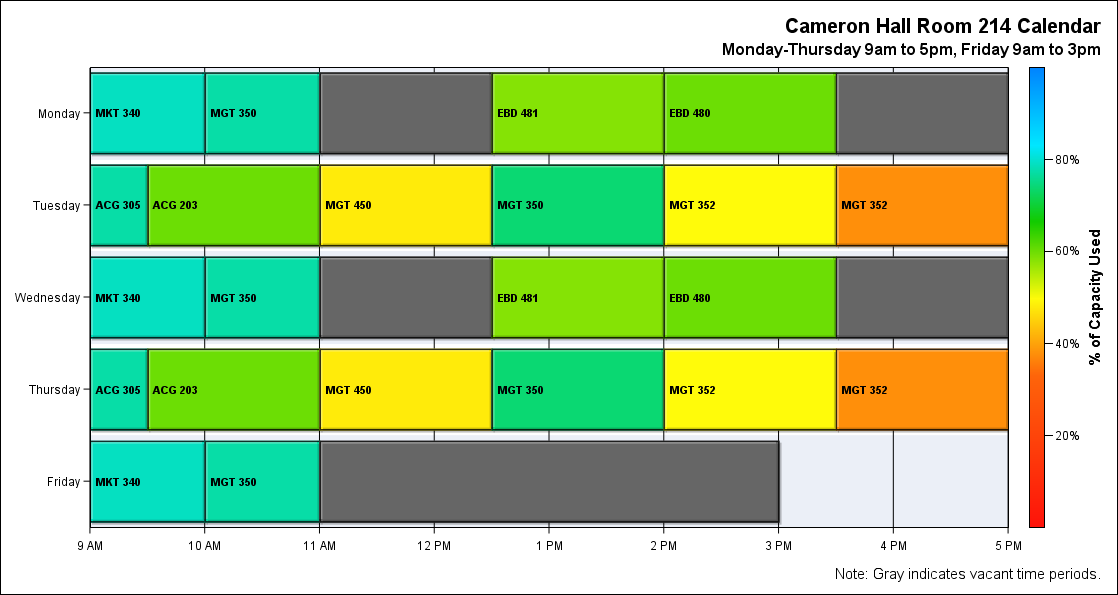 Cameron Hall Room 214 Calendar
Monday-Thursday 9am to 5pm, Friday 9am to 3pm
Monday
MKT 340
MGT 350
EBD 481
EBD 480
Tuesday
ACG 305
ACG 203
MGT 450
MGT 350
MGT 352
MGT 352
Wednesday
MKT 340
MGT 350
EBD 481
EBD 480
Thursday
ACG 305
ACG 203
MGT 450
MGT 350
MGT 352
MGT 352
Friday
MKT 340
MGT 350
9 AM
10 AM
11 AM
12 PM
1 PM
2 PM
3 PM
4 PM
5 PM
80%
60%
40%
20%
% of Capacity Used
Note: Gray indicates vacant time periods.